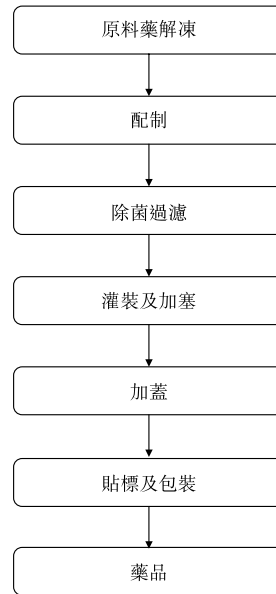 原料藥解凍
配制
除菌過濾
灌裝及加塞
加蓋
貼標及包裝
藥品